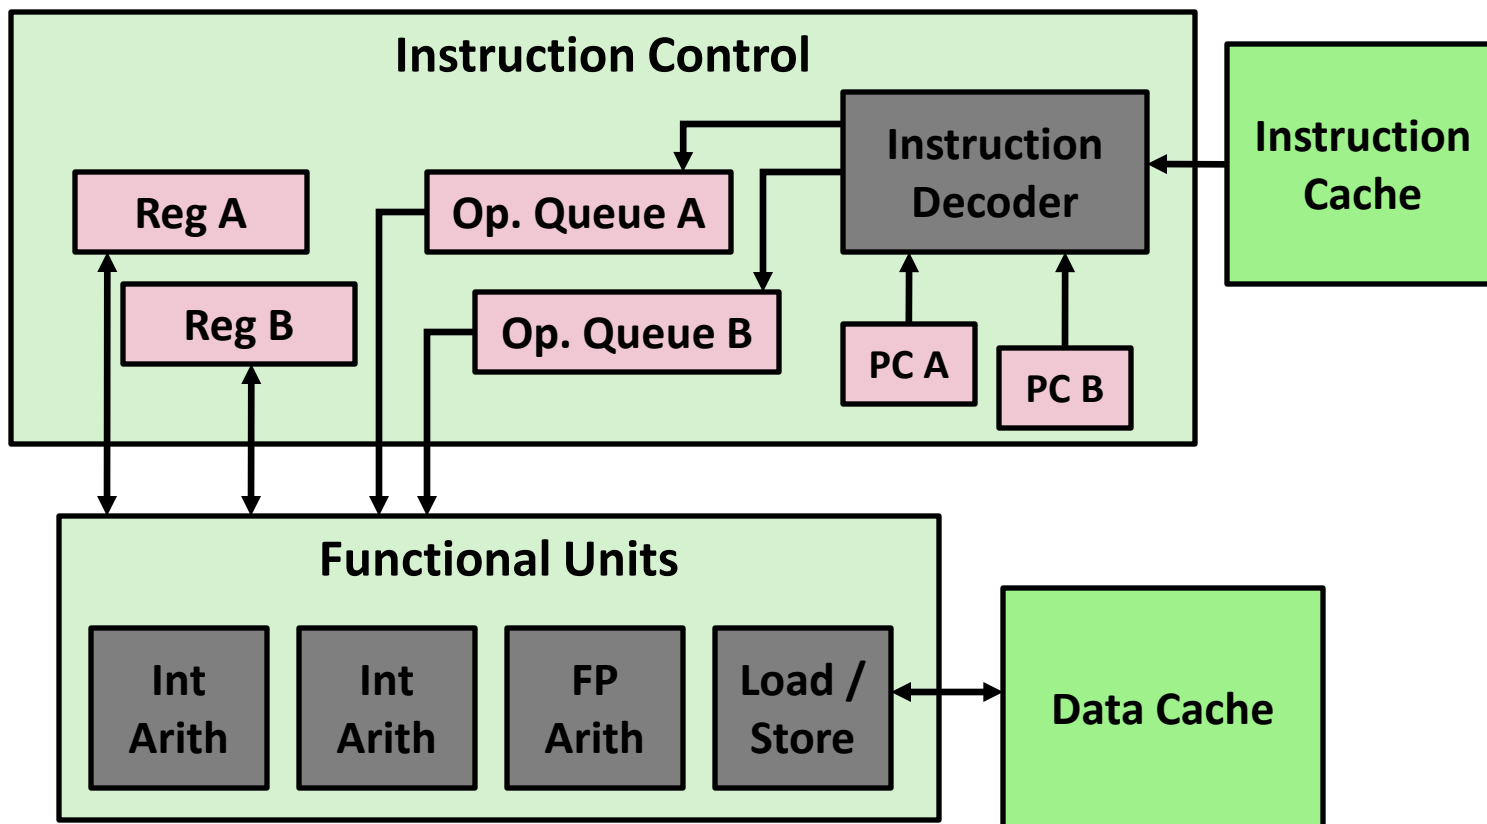 Instruction Control
Instruction
Decoder
Instruction
Cache
Reg A
Op. Queue A
Reg B
Op. Queue B
PC A
PC B
Functional Units
Int
Arith
Int
Arith
FP
Arith
Load /
Store
Data Cache